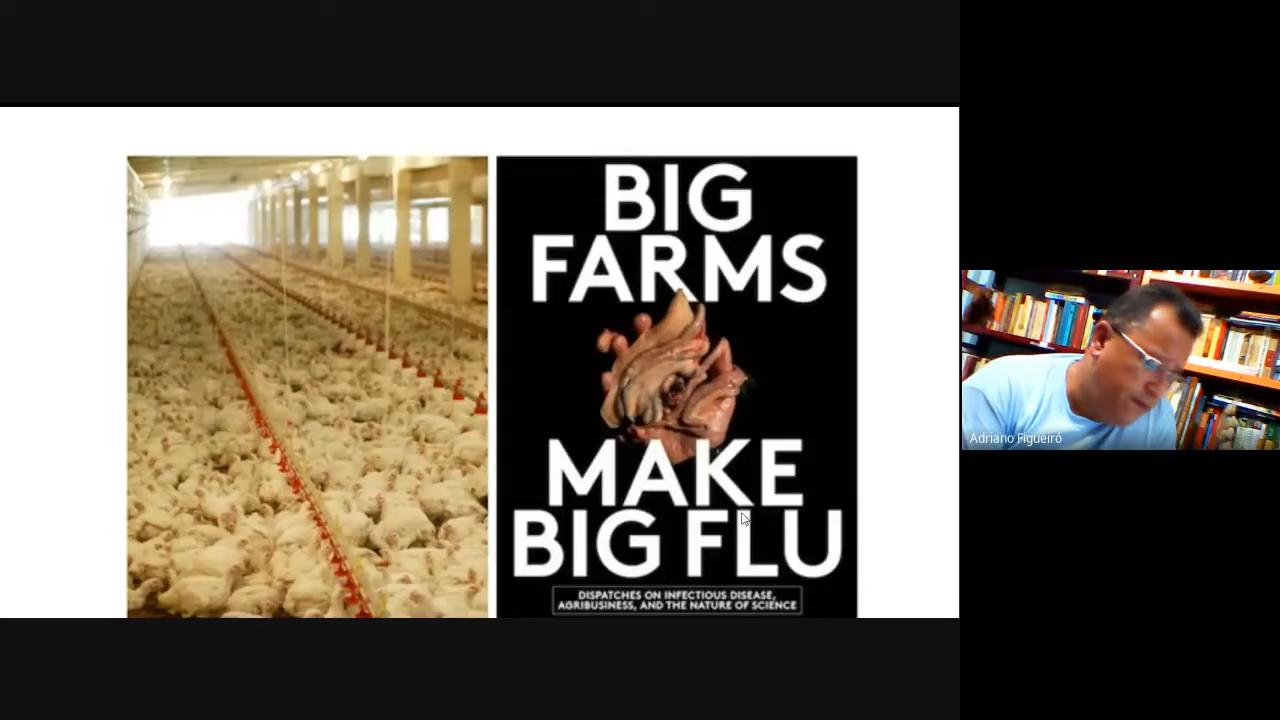 BIG
FARMS
MAKE
BIG FLU
DISPATCHES ON INFECTIOUS DISEASE,
AGRIBUSINESS, AND THE NATURE OF SCIENCE
Adriano Figueiró